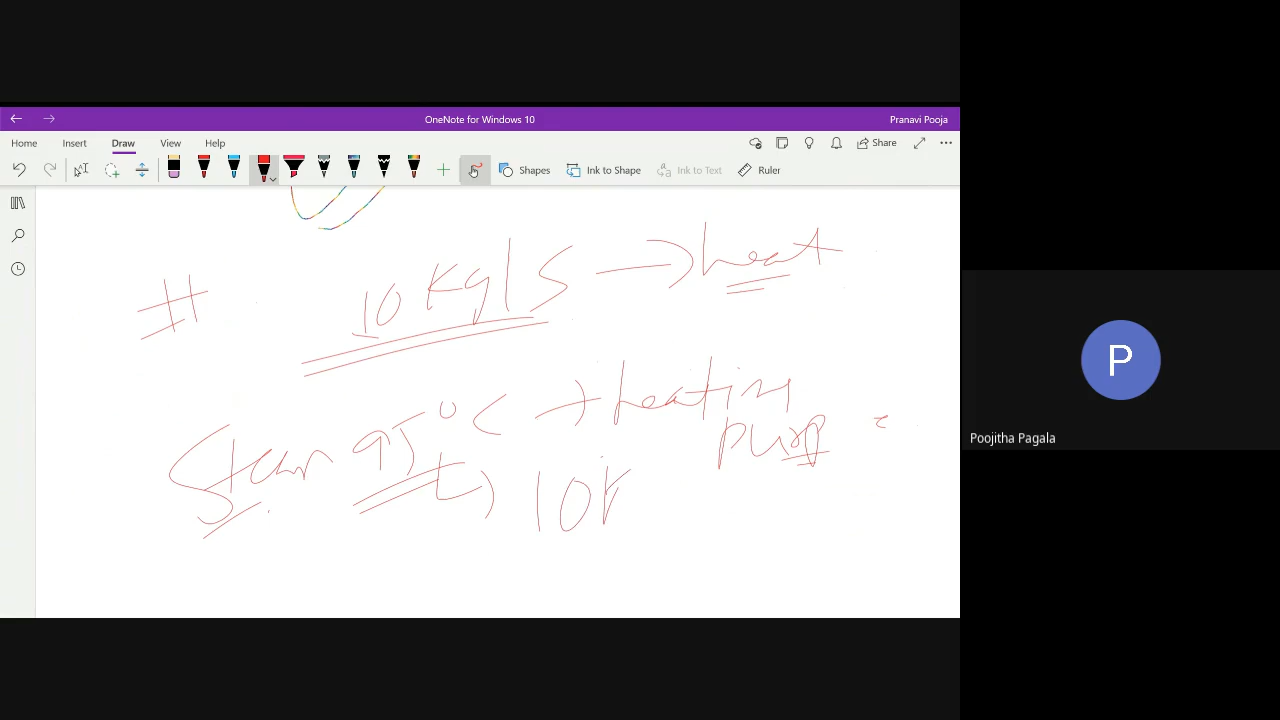 OneNote for Windows 10
Pranavi Pooja
Home Insert Draw View Help
Share
Shapes Ink to Shape Ink to Text Ruler
# 10 Kg/s → heat
Steam 95°C → heating
purp
↳ 10k
P
Poojitha Pagala